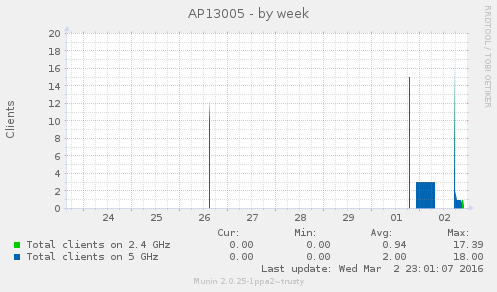 AP13005 - by week
RRDTOOL / TOBI OETIKER
Clients
20
18
16
14
12
10
8
6
4
2
0
24 25 26 27 28 29 01 02
Cur: Min: Avg: Max:
Total clients on 2.4 GHz 0.00 0.00 0.94 17.39
Total clients on 5 GHz 0.00 0.00 2.00 18.00
Last update: Wed Mar 2 23:01:07 2016
Munin 2.0.25-1ppa2~trusty